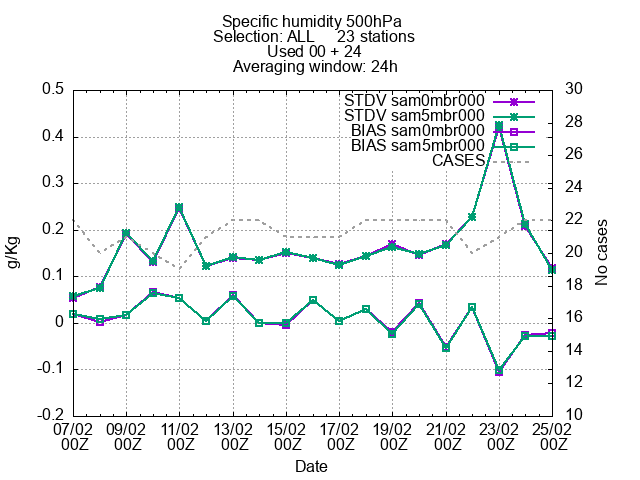 Specific humidity 500hPa
Selection: ALL 23 stations
Used 00 + 24
Averaging window: 24h
STDV sam0mbr000
STDV sam5mbr000
BIAS sam0mbr000
BIAS sam5mbr000
CASES
g/Kg
0.5
0.4
0.3
0.2
0.1
0
-0.1
-0.2
No cases
30
28
26
24
22
20
18
16
14
12
10
07/02 09/02 11/02 13/02 15/02 17/02 19/02 21/02 23/02 25/02
00Z 00Z 00Z 00Z 00Z 00Z 00Z 00Z 00Z 00Z
Date